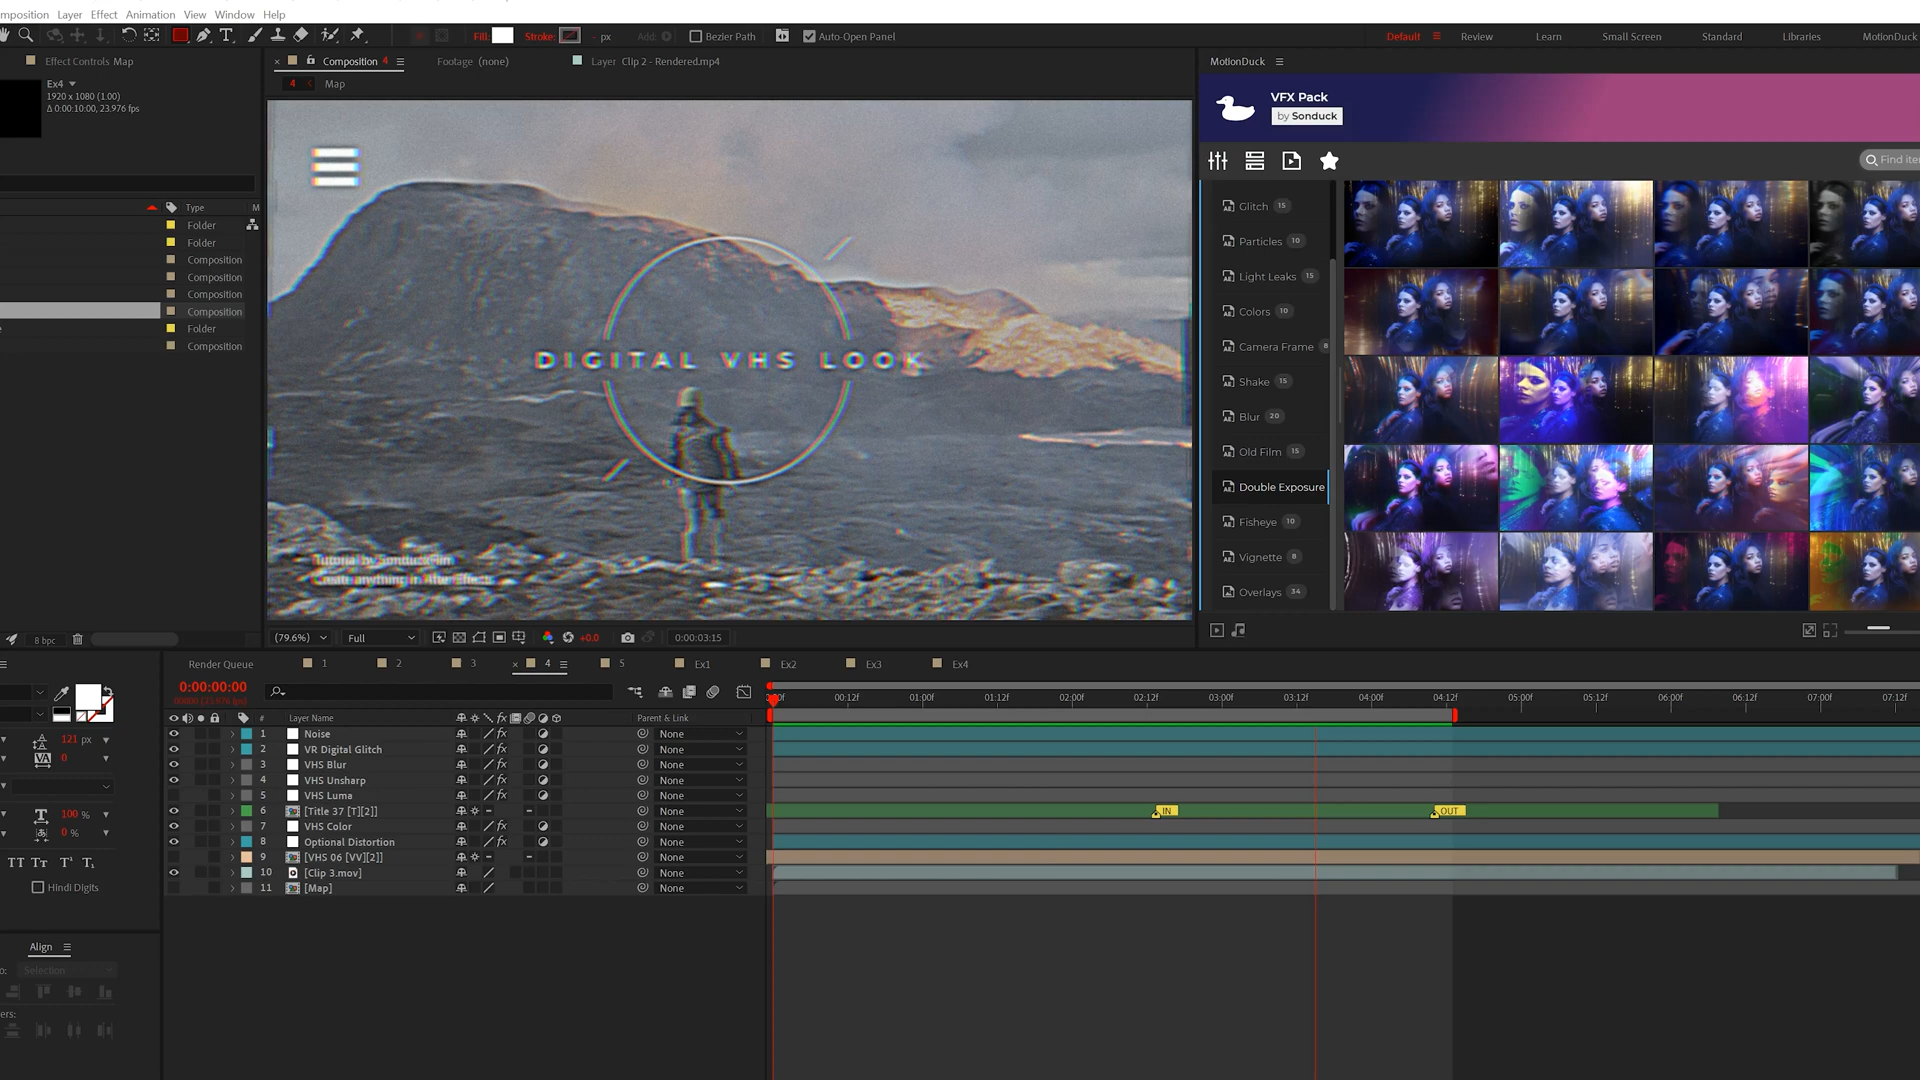 Layer Effect Animation View Window Help
Fill: Stroke: - px Add: Bezier Path Auto-Open Panel
Default Review Learn Small Screen Standard Libraries MotionDuck
Effect Controls Map
Ex4
1920 x 1080 (1.00)
Δ 0:00:10:00, 23.976 fps
Type
Folder
Folder
Composition
Composition
Composition
Composition
Folder
Composition
8 bpc
Composition 4
Footage (none)
Layer Clip 2 - Rendered.mp4
4 < Map
DIGITAL VHS LOOK
Tutorial by SonduckFilm
Create anything in After Effects
(79.6%) Full +0.0 0:00:03:15
MotionDuck
VFX Pack
by Sonduck
Glitch 15
Particles 10
Light Leaks 15
Colors 10
Camera Frame 8
Shake 15
Blur 20
Old Film 15
Double Exposure
Fisheye 10
Vignette 8
Overlays 34
Render Queue 1 2 3 4 5 Ex1 Ex2 Ex3 Ex4
0:00:00:00
00:12f 01:00f 01:12f 02:00f 02:12f 03:00f 03:12f 04:00f 04:12f 05:00f 05:12f 06:00f 06:12f 07:00f 07:12f
# Layer Name Parent & Link
1 Noise None
2 VR Digital Glitch None
3 VHS Blur None
4 VHS Unsharp None
5 VHS Luma None
6 [Title 37 [T][2]] None IN OUT
7 VHS Color None
8 Optional Distortion None
9 [VHS 06 [VV][2]] None
10 [Clip 3.mov] None
11 [Map] None
121 px
0
100 %
0 %
Hindi Digits
Align
Selection